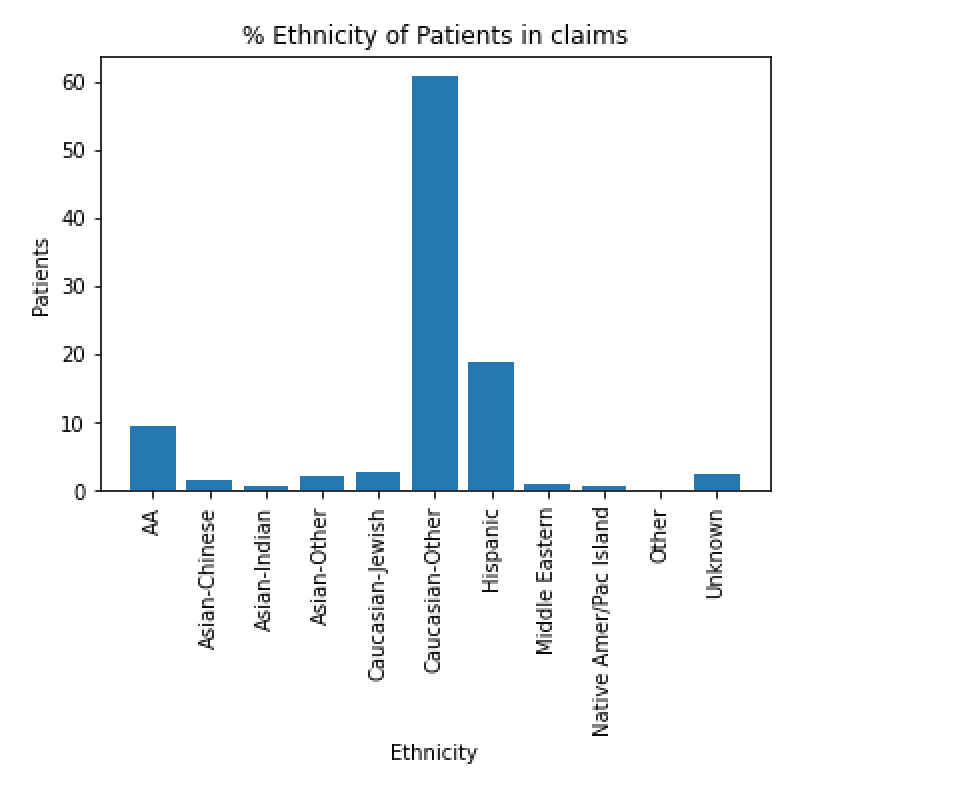 % Ethnicity of Patients in claims
60
50
40
30
20
10
0
Patients
AA
Asian-Chinese
Asian-Indian
Asian-Other
Caucasian-Jewish
Caucasian-Other
Hispanic
Middle Eastern
Native Amer/Pac Island
Other
Unknown
Ethnicity